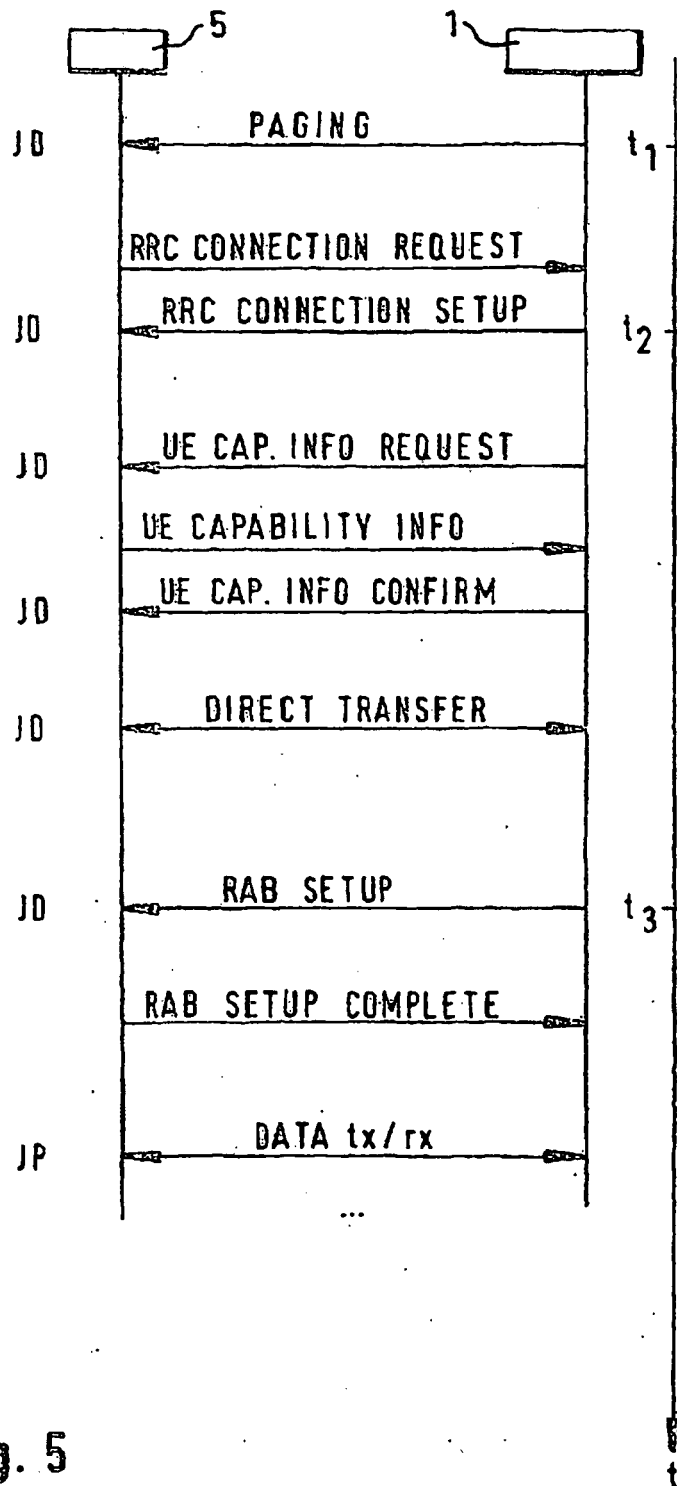 5 1
JD PAGING t1
RRC CONNECTION REQUEST
JD RRC CONNECTION SETUP t2
JD UE CAP. INFO REQUEST
UE CAPABILITY INFO
JD UE CAP. INFO CONFIRM
JD DIRECT TRANSFER
JD RAB SETUP t3
RAB SETUP COMPLETE
JP DATA tx/rx
...
. 5
t